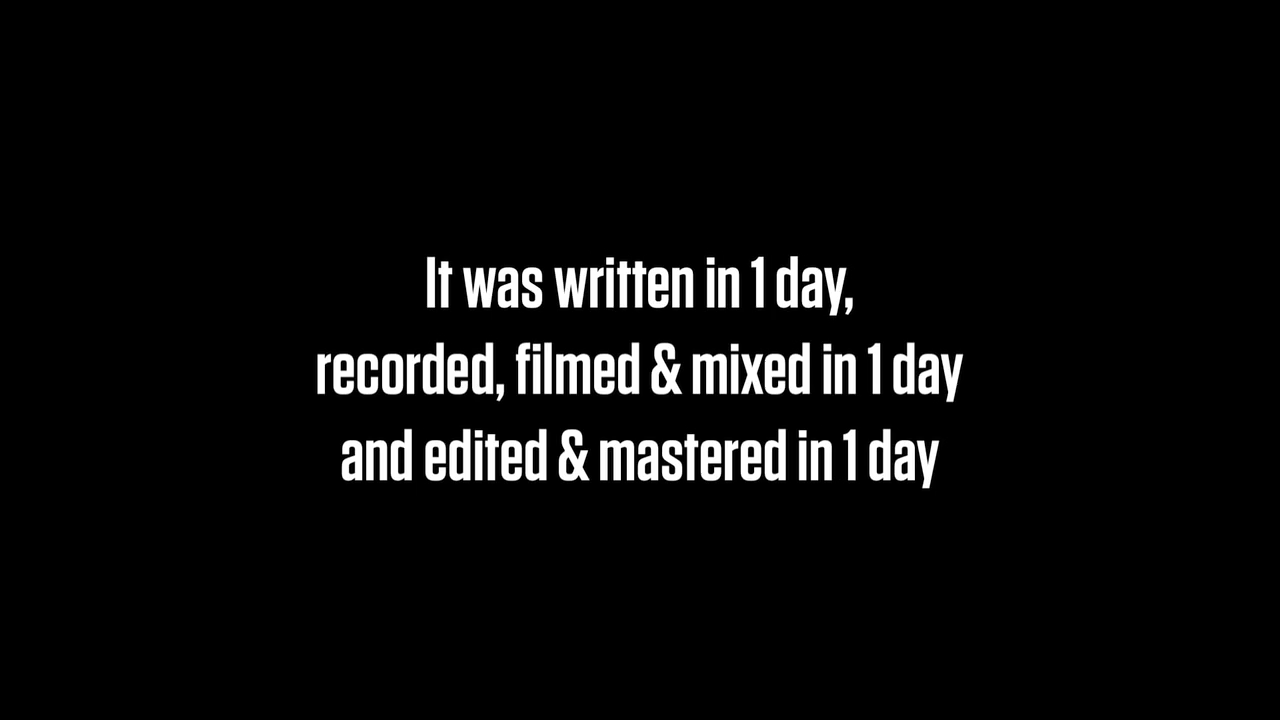 It was written in 1 day,
recorded, filmed & mixed in 1 day
and edited & mastered in 1 day